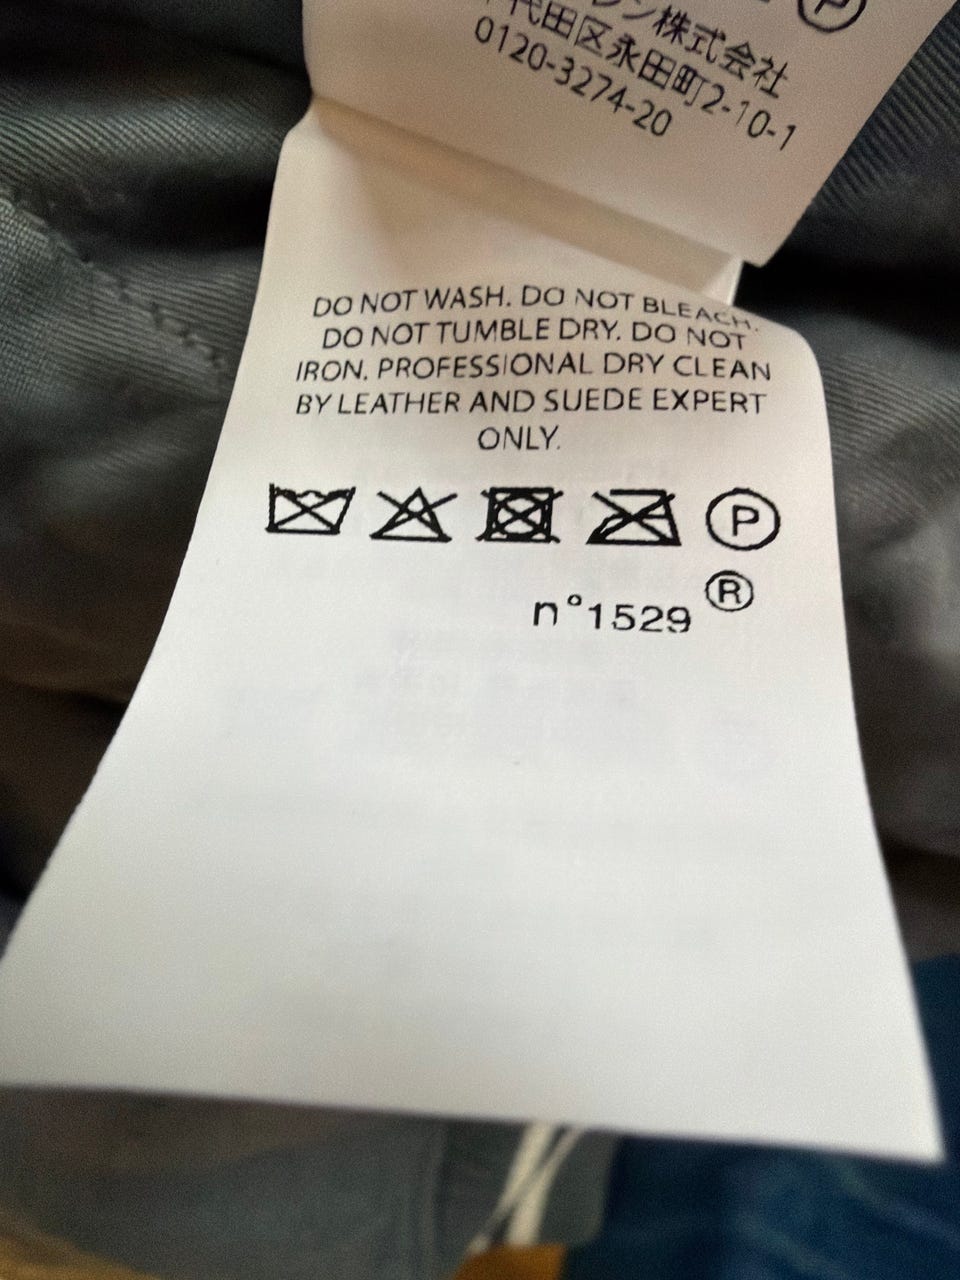 ン株式会社
代田区永田町2-10-1
0120-3274-20
DO NOT WASH. DO NOT BLEACH.
DO NOT TUMBLE DRY. DO NOT
IRON. PROFESSIONAL DRY CLEAN
BY LEATHER AND SUEDE EXPERT
ONLY.
P
n°1529 ®